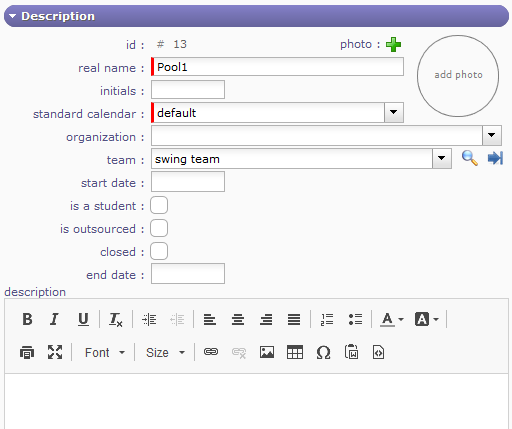 Description
id : # 13 photo :
real name : Pool1
add photo
initials :
standard calendar : default
organization :
team : swing team
start date :
is a student :
is outsourced :
closed :
end date :
description
B I U Tx A A
Font Size Ω